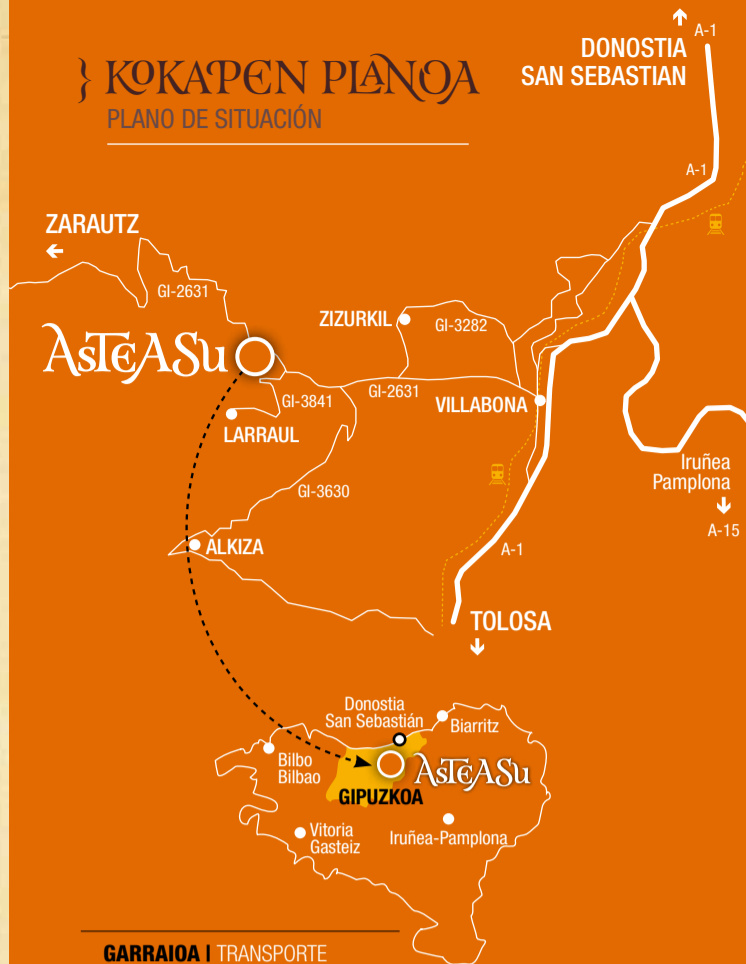 } KOKAPEN PLANOA
PLANO DE SITUACIÓN
A-1
DONOSTIA
SAN SEBASTIAN
A-1
ZARAUTZ
GI-2631
ZIZURKIL
GI-3282
ASTEASU
GI-3841
GI-2631
VILLABONA
LARRAUL
Iruñea
Pamplona
A-15
GI-3630
ALKIZA
A-1
TOLOSA
Donostia
San Sebastián
Biarritz
Bilbo
Bilbao
ASTEASU
GIPUZKOA
Vitoria
Gasteiz
Iruñea-Pamplona
GARRAIOA | TRANSPORTE